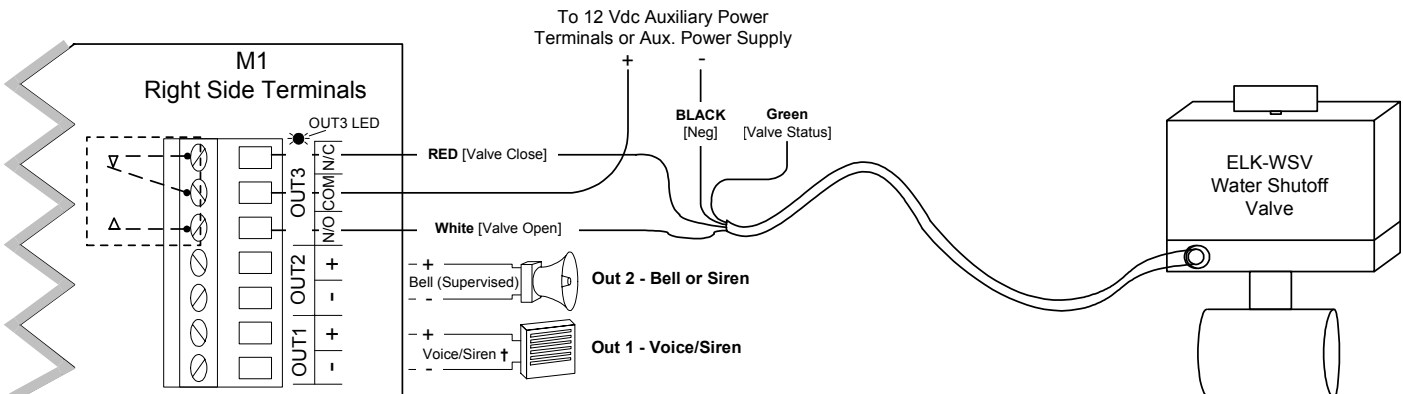 To 12 Vdc Auxiliary Power
Terminals or Aux. Power Supply
+ -
M1
Right Side Terminals
OUT3 LED
BLACK
[Neg]
Green
[Valve Status]
OUT3
N/C
COM
N/O
RED [Valve Close]
White [Valve Open]
ELK-WSV
Water Shutoff
Valve
OUT2
+
-
+
Bell (Supervised)
-
Out 2 - Bell or Siren
OUT1
+
-
+
Voice/Siren †
-
Out 1 - Voice/Siren